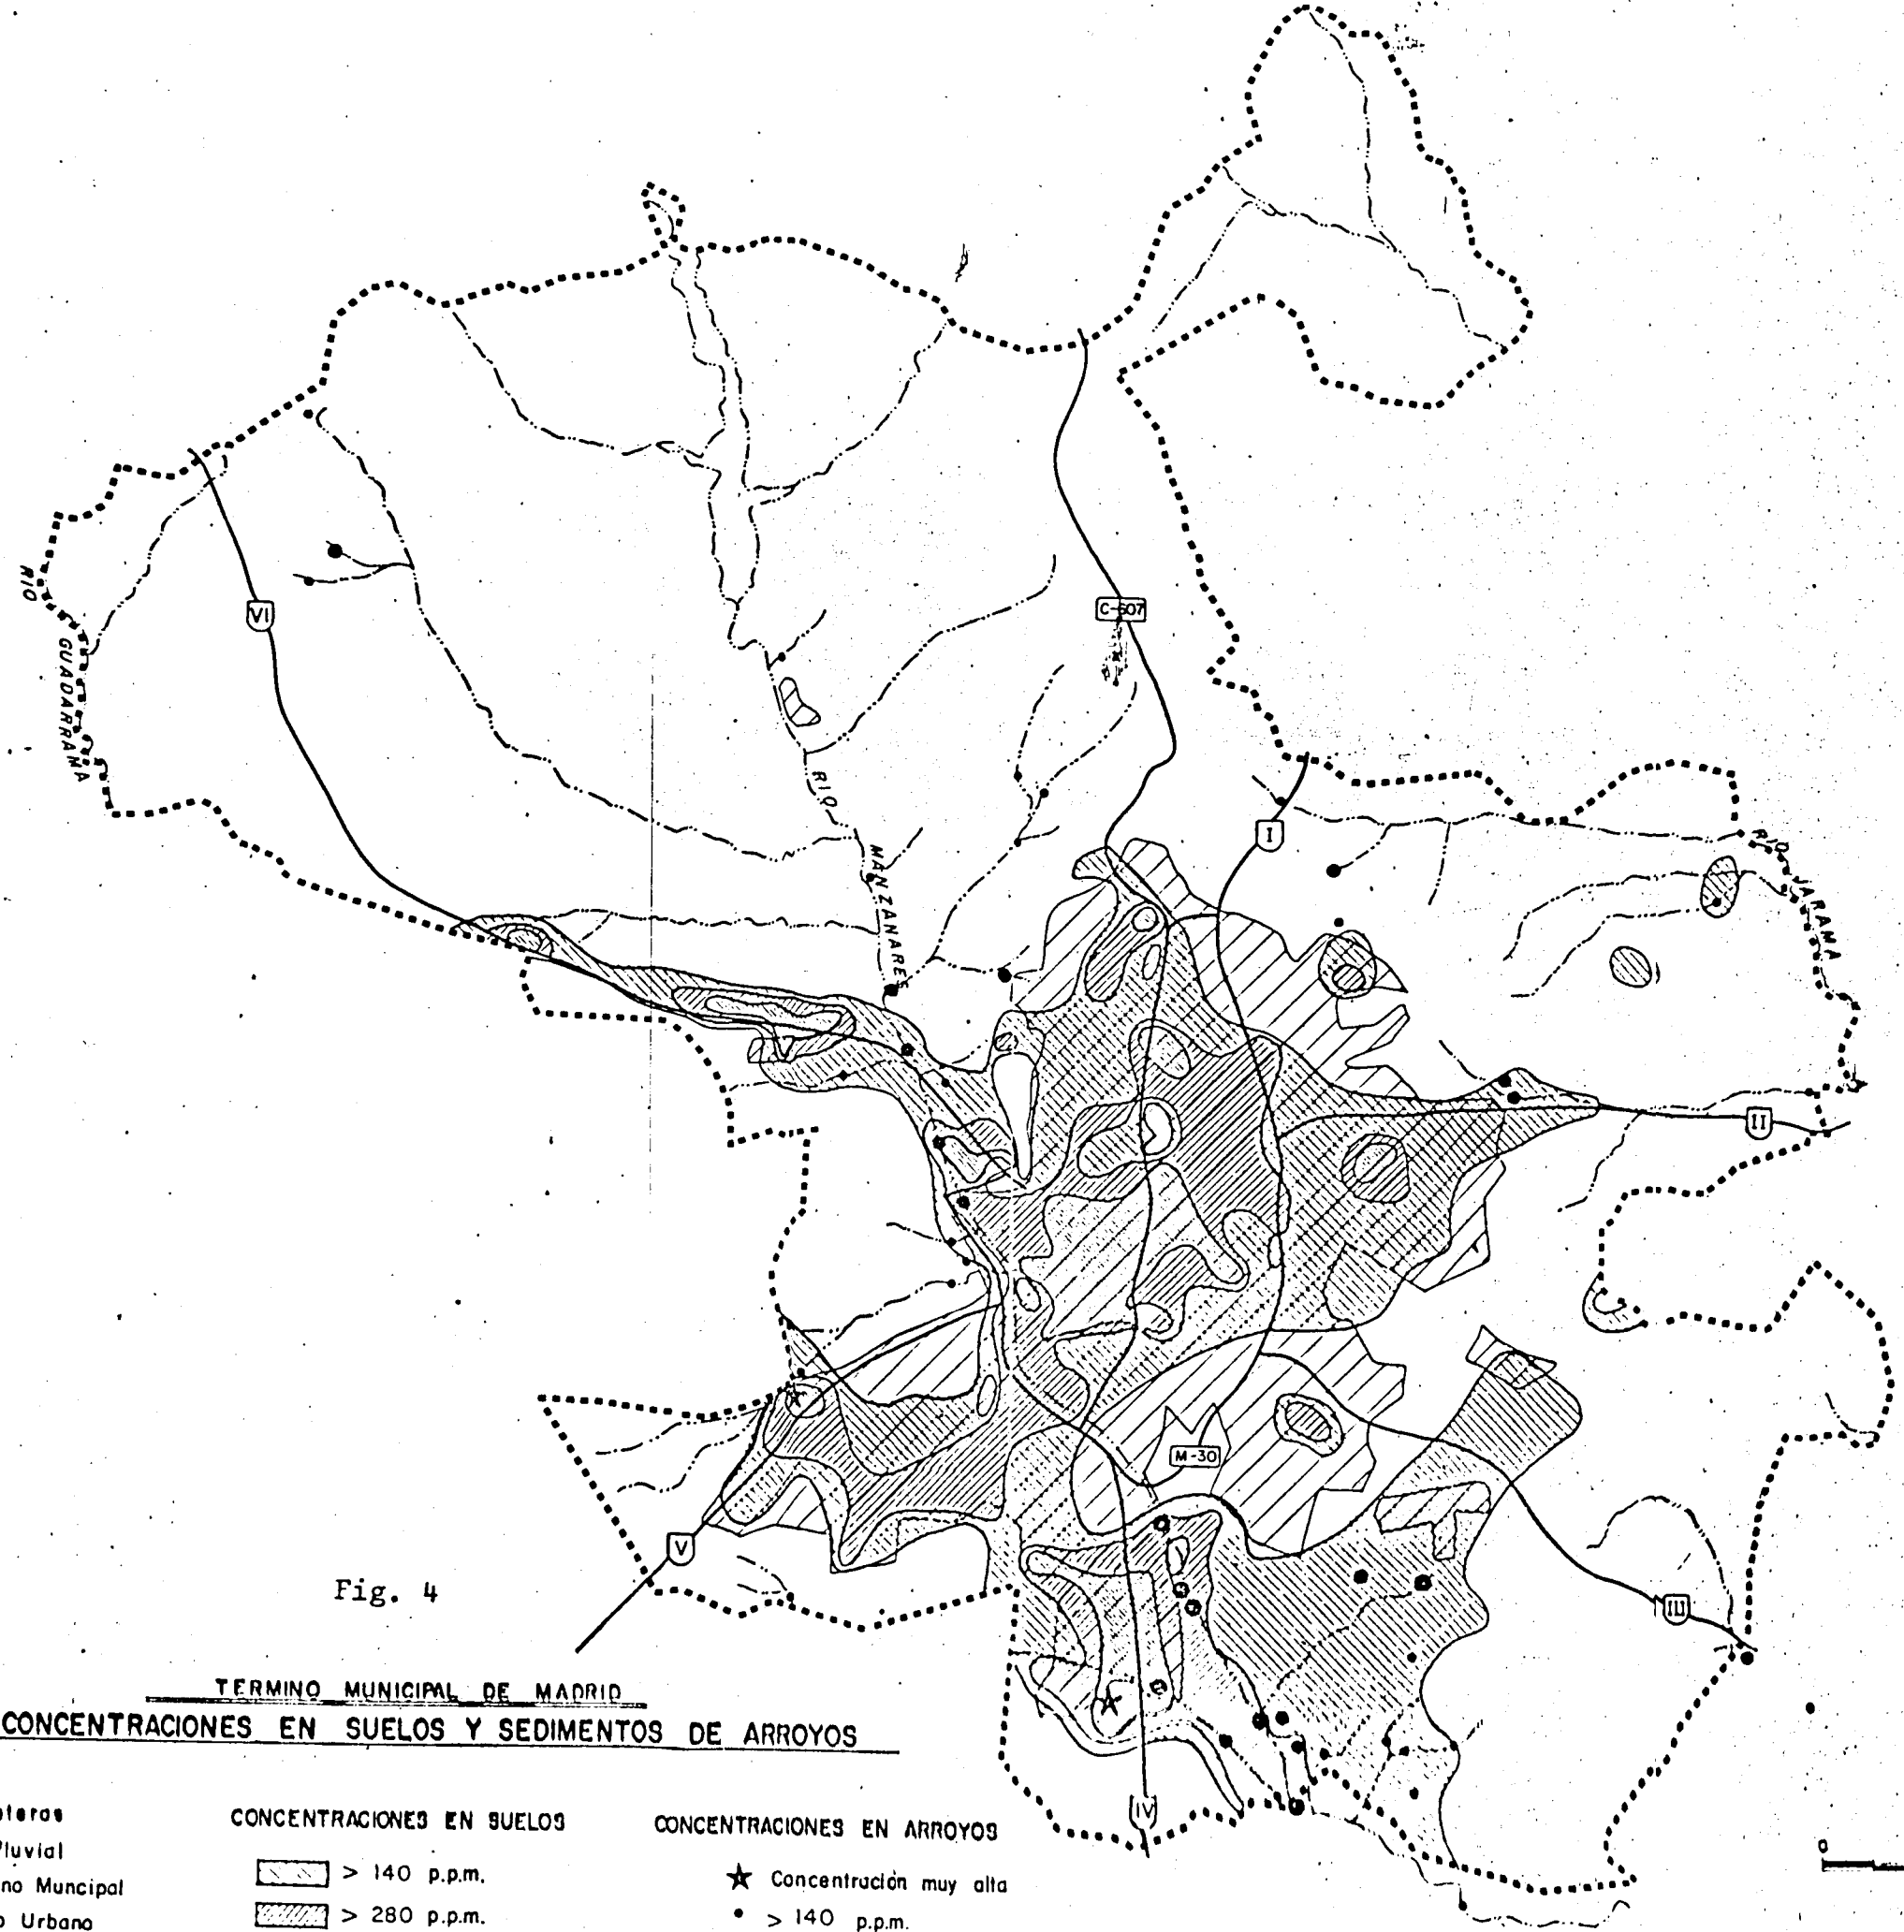 C-607
VI
RIO
GUADARRAMA
I
RIO
MANZANARES
RIO JARAMA
II
M-30
V
III
Fig. 4
TERMINO MUNICIPAL DE MADRID
CONCENTRACIONES EN SUELOS Y SEDIMENTOS DE ARROYOS
IV
CONCENTRACIONES EN SUELOS
> 140 p.p.m.
> 280 p.p.m.
CONCENTRACIONES EN ARROYOS
Concentración muy alta
> 140 p.p.m.
Muncipal
Urbano
0